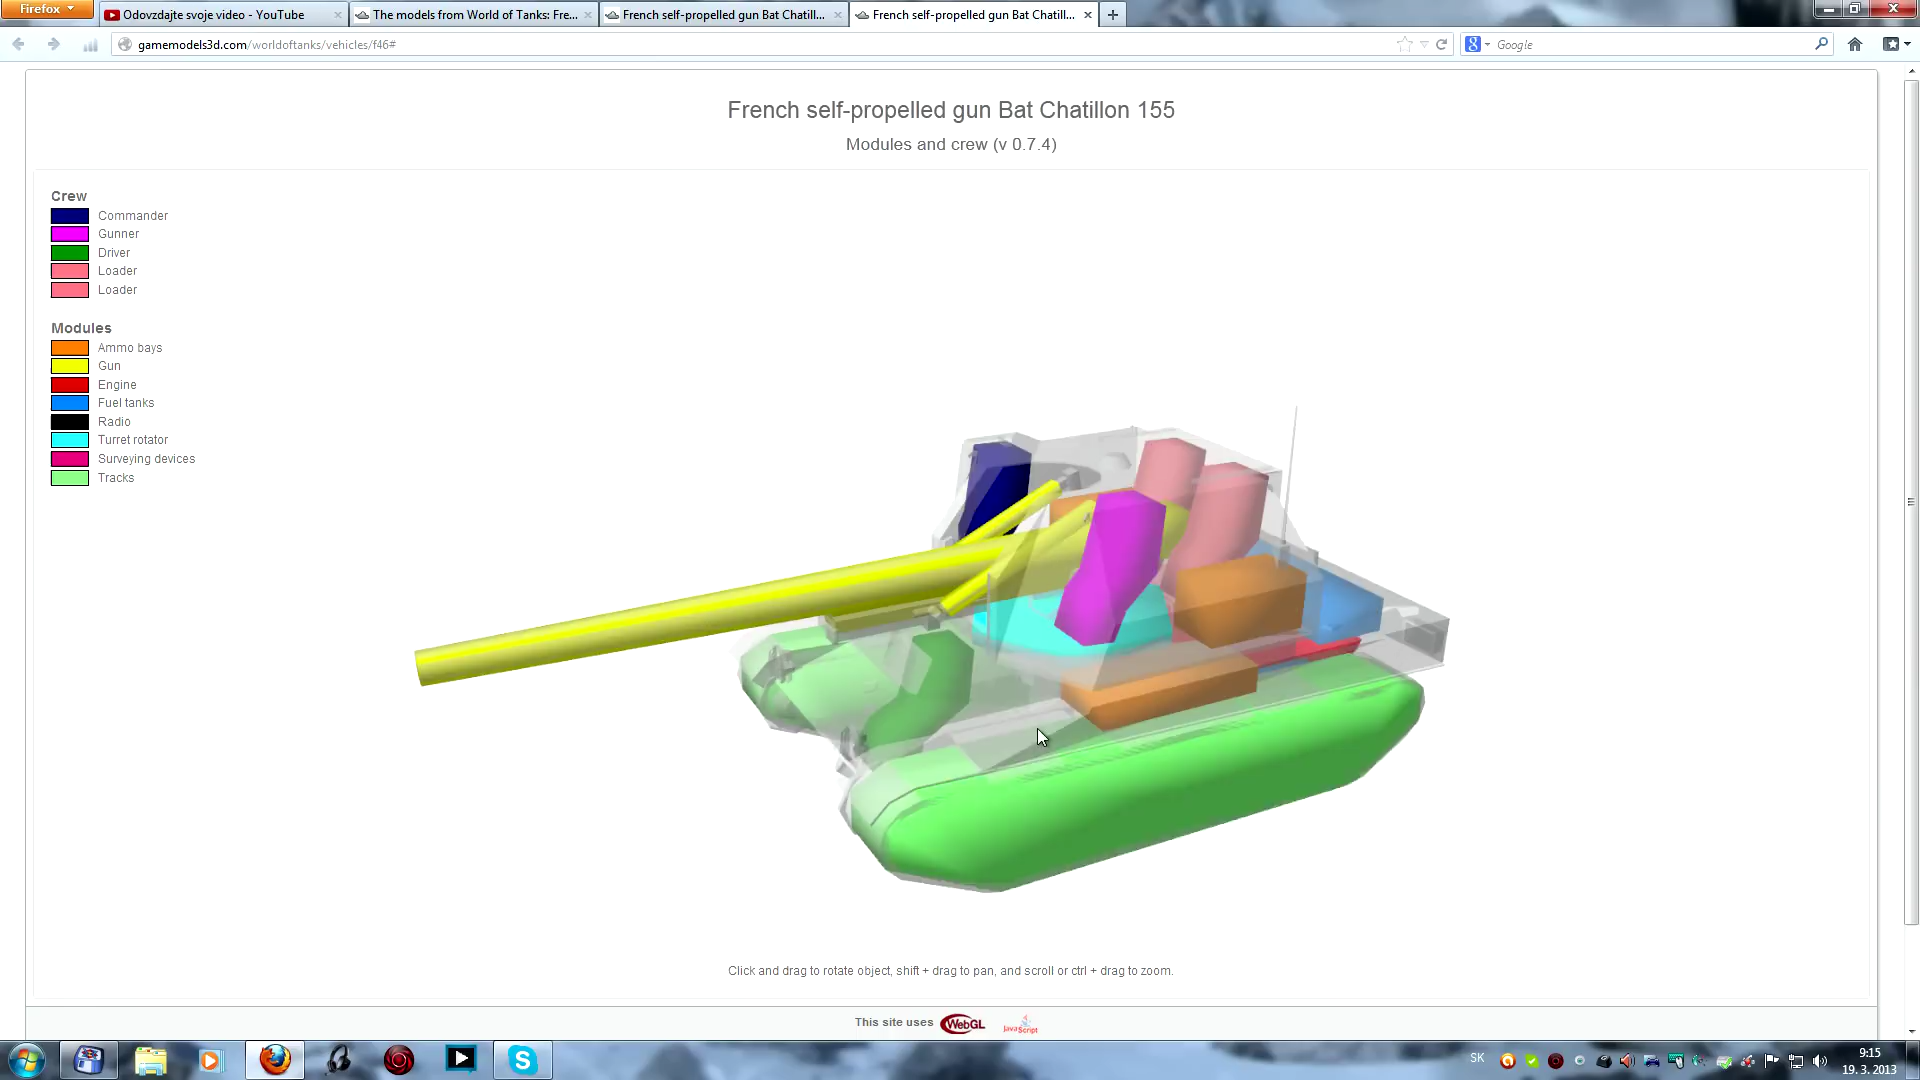 Firefox
Odovzdajte svoje video - YouTube
The models from World of Tanks: Fre...
French self-propelled gun Bat Chatill...
French self-propelled gun Bat Chatill...
gamemodels3d.com/worldoftanks/vehicles/f46#
Google
French self-propelled gun Bat Chatillon 155
Modules and crew (v 0.7.4)
Crew
Commander
Gunner
Driver
Loader
Loader
Modules
Ammo bays
Gun
Engine
Fuel tanks
Radio
Turret rotator
Surveying devices
Tracks
Click and drag to rotate object, shift + drag to pan, and scroll or ctrl + drag to zoom.
This site uses WebGL JavaScript
SK
9:15
19. 3. 2013